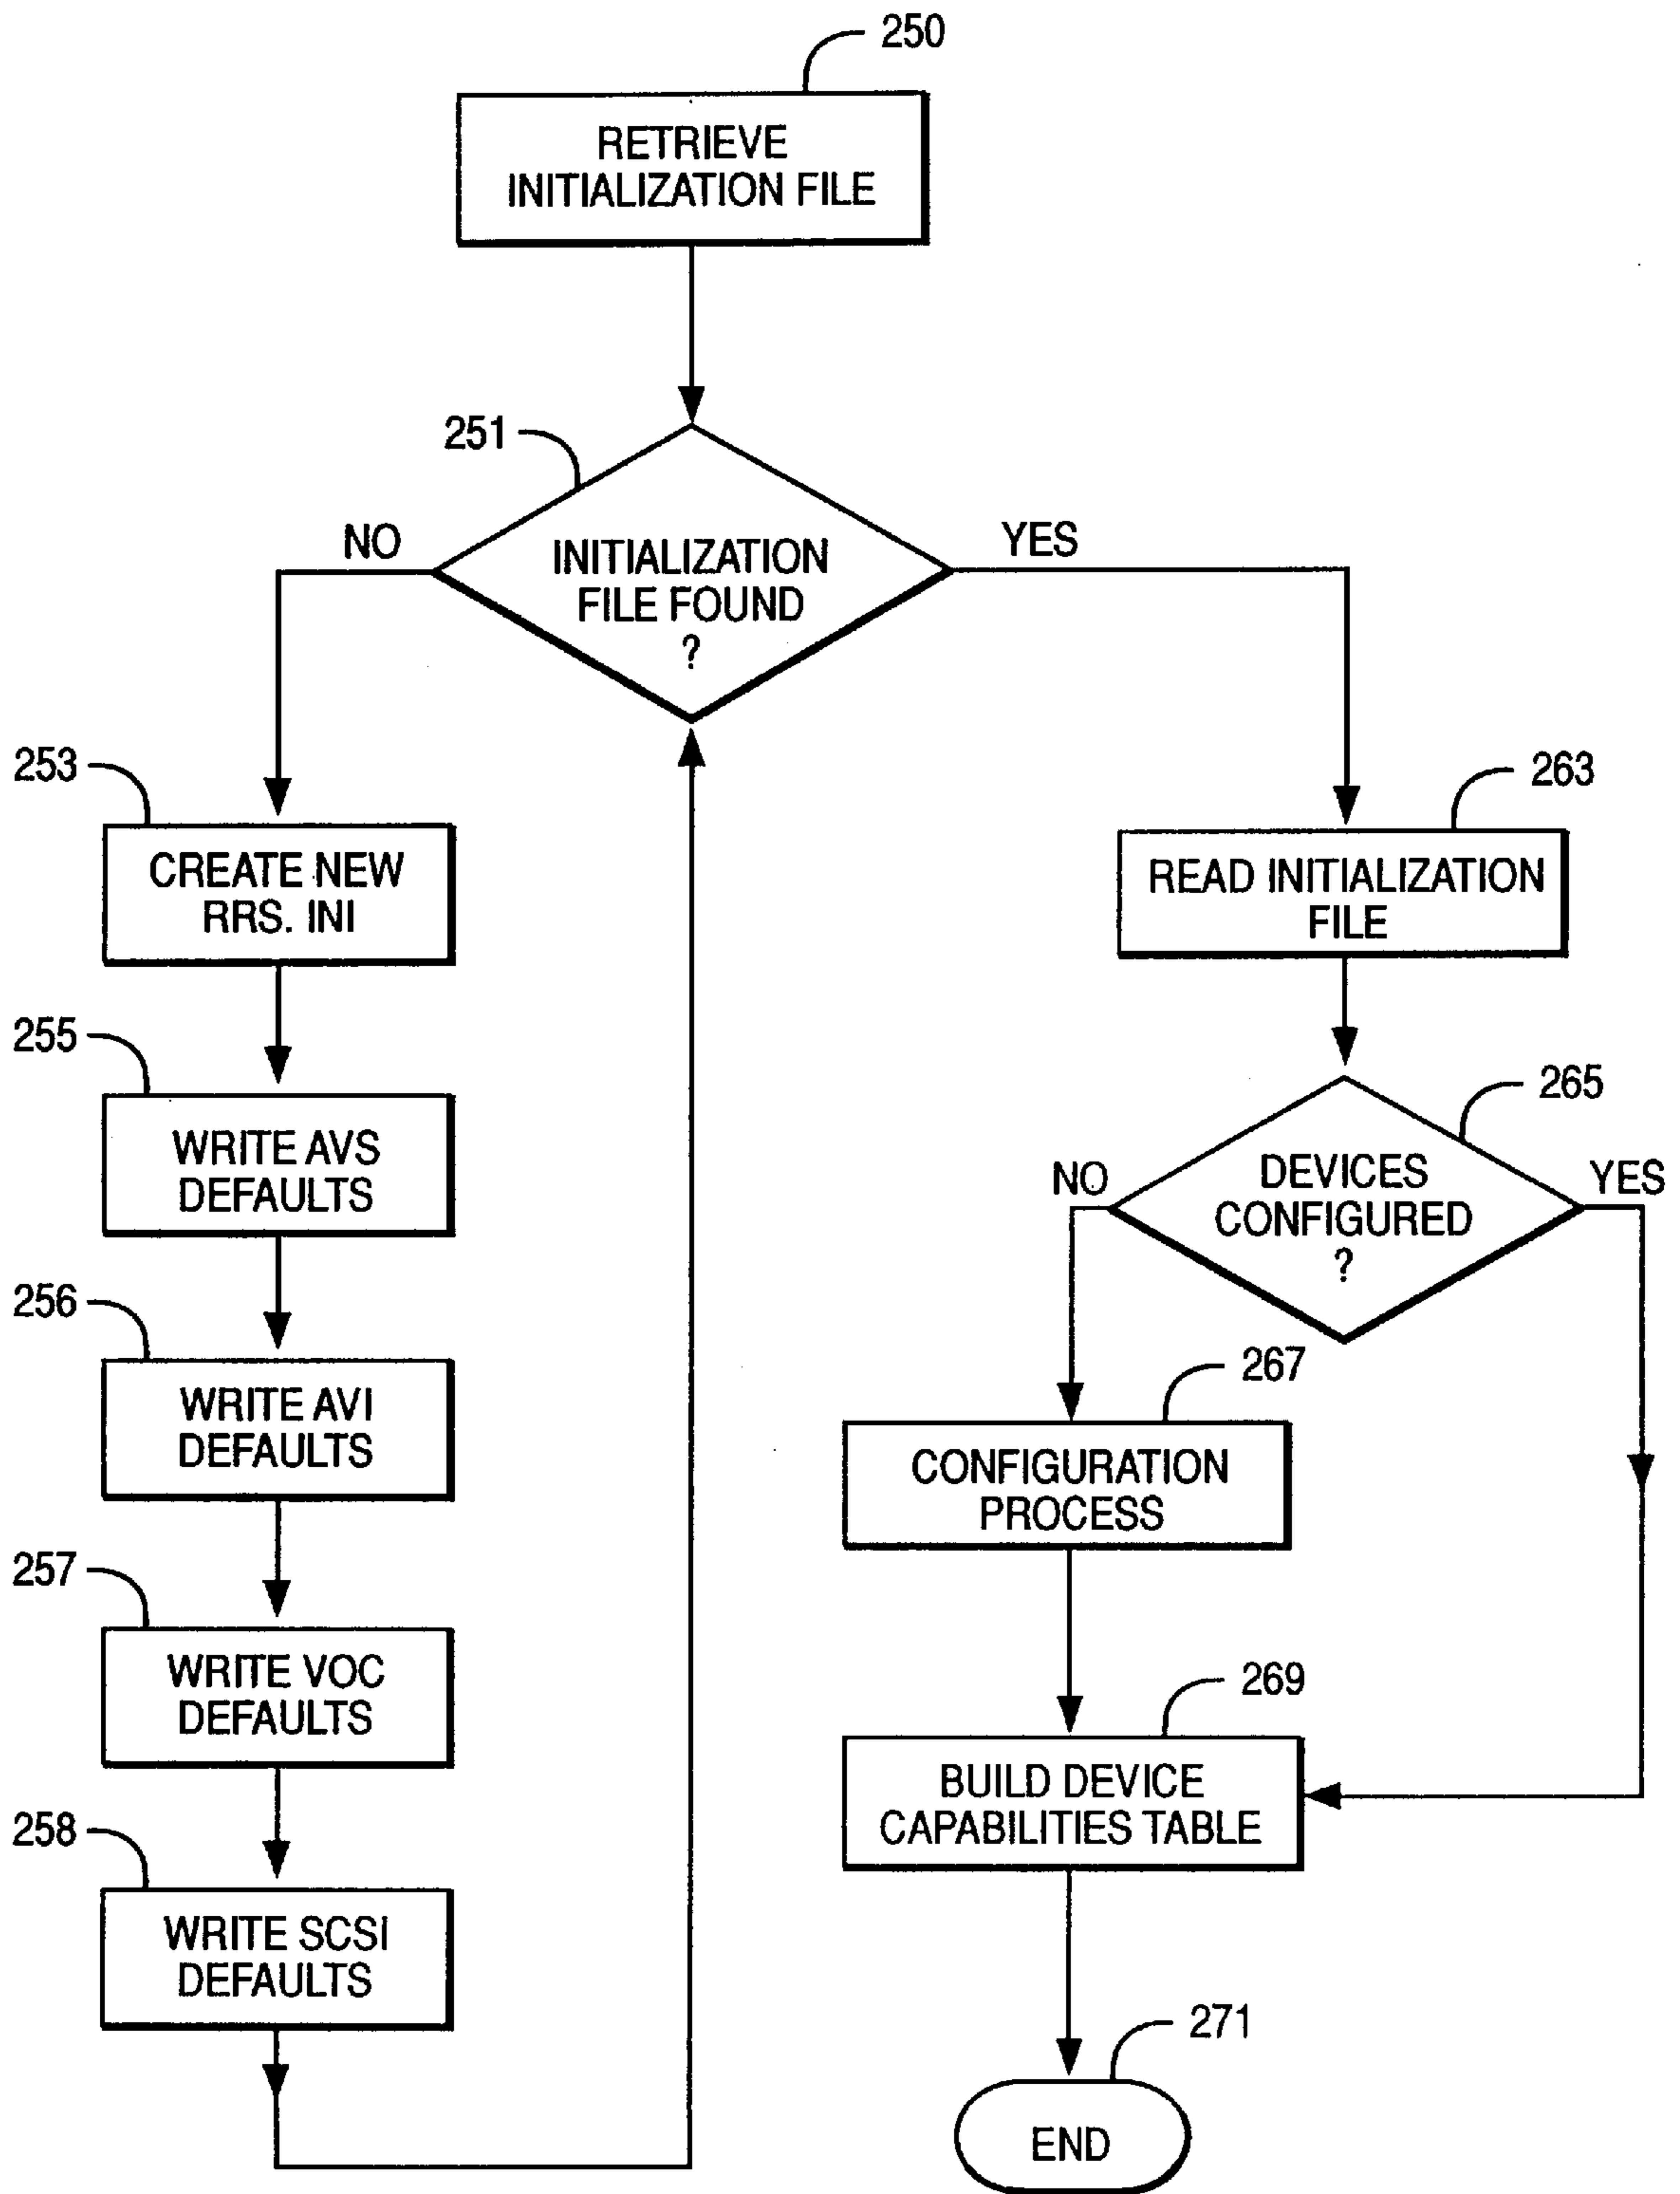 250
RETRIEVE
INITIALIZATION FILE
251
NO
YES
INITIALIZATION
FILE FOUND
?
253
CREATE NEW
RRS. INI
263
READ INITIALIZATION
FILE
255
WRITE AVS
DEFAULTS
265
NO
YES
DEVICES
CONFIGURED
?
256
WRITE AVI
DEFAULTS
267
CONFIGURATION
PROCESS
257
WRITE VOC
DEFAULTS
269
BUILD DEVICE
CAPABILITIES TABLE
258
WRITE SCSI
DEFAULTS
271
END